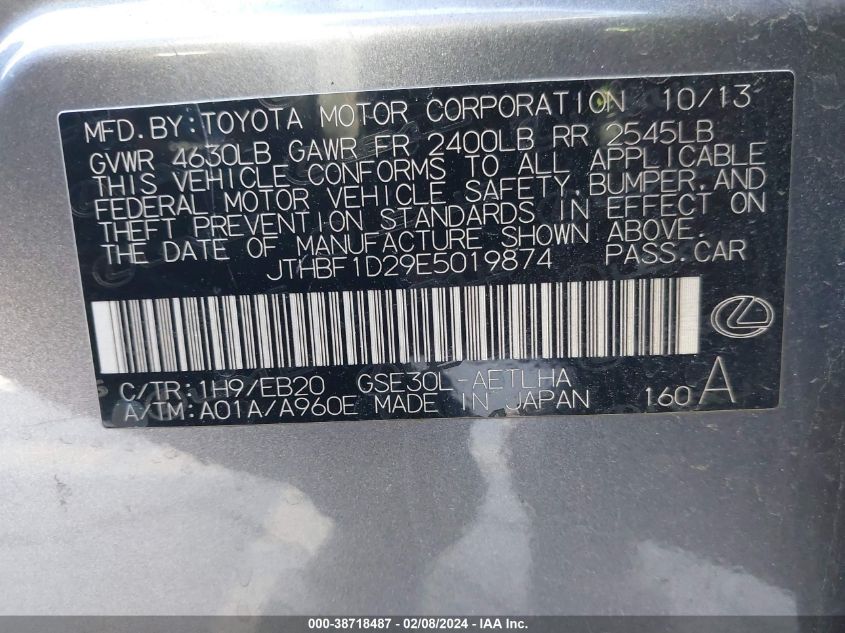 MFD. BY: TOYOTA MOTOR CORPORATION 10/13
GVWR 4630LB GAWR FR 2400LB RR 2545LB
THIS VEHICLE CONFORMS TO ALL APPLICABLE
FEDERAL MOTOR VEHICLE SAFETY, BUMPER, AND
THEFT PREVENTION STANDARDS IN EFFECT ON
THE DATE OF MANUFACTURE SHOWN ABOVE.
JTHBF1D29E5019874 PASS. CAR
C/TR: 1H9/EB20 GSE30L-AETLHA
A/TM: A01A/A960E MADE IN JAPAN 160 A
000-38718487 - 02/08/2024 - IAA Inc.